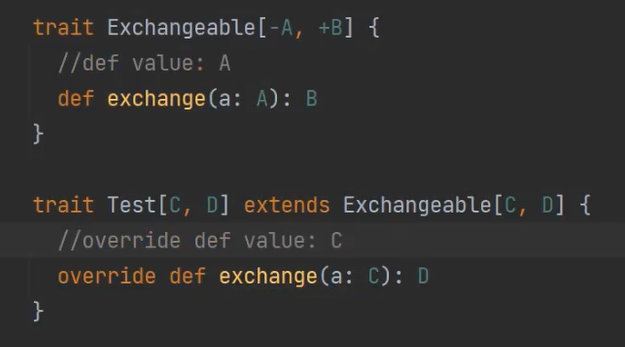 trait Exchangeable[-A, +B] {
  //def value: A
  def exchange(a: A): B
}
trait Test[C, D] extends Exchangeable[C, D] {
  //override def value: C
  override def exchange(a: C): D
}